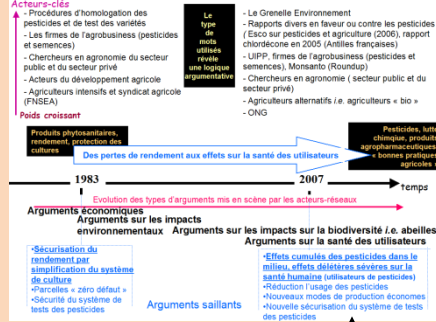 Acteurs-clés
- Procédures d'homologation des
pesticides et de test des variétés
- Les firmes de l'agrobusiness (pesticides
et semences)
- Chercheurs en agronomie du secteur
public et du secteur privé
- Acteurs du développement agricole
- Agriculteurs intensifs et syndicat agricole
(FNSEA)
Poids croissant
Le
type
de
mots
utilisés
révèle
une logique
argumentative
- Le Grenelle Environnement
- Rapports divers en faveur ou contre les pesticides
( Esco sur pesticides et agriculture (2006), rapport
chlordécone en 2005 (Antilles françaises)
- UIPP, firmes de l'agrobusiness (pesticides et
semences), Monsanto (Roundup)
- Chercheurs en agronomie ( secteur public et du
secteur privé)
- Agriculteurs alternatifs i.e. agriculteurs « bio »
- ONG
Produits phytosanitaires,
rendement, protection des
cultures
Des pertes de rendement aux effets sur la santé des utilisateurs
Pesticides, lutte
chimique, produits
agropharmaceutiques
« bonnes pratiques
agricoles »
1983
2007
temps
Evolution des types d'arguments mis en scène par les acteurs-réseaux
Arguments économiques
Arguments sur les impacts
environnementaux
Arguments sur les impacts sur la biodiversité i.e. abeilles
Arguments sur la santé des utilisateurs
•Sécurisation du
rendement par
simplification du système
de culture
•Parcelles « zéro défaut »
•Sécurité du système de
tests des pesticides
Arguments saillants
•Effets cumulés des pesticides dans le
milieu, effets délétères sévères sur la
santé humaine (utilisateurs de pesticides)
•Réduction l'usage des pesticides
•Nouveaux modes de production économes
•Nouvelle sécurisation du système de tests
des pesticides